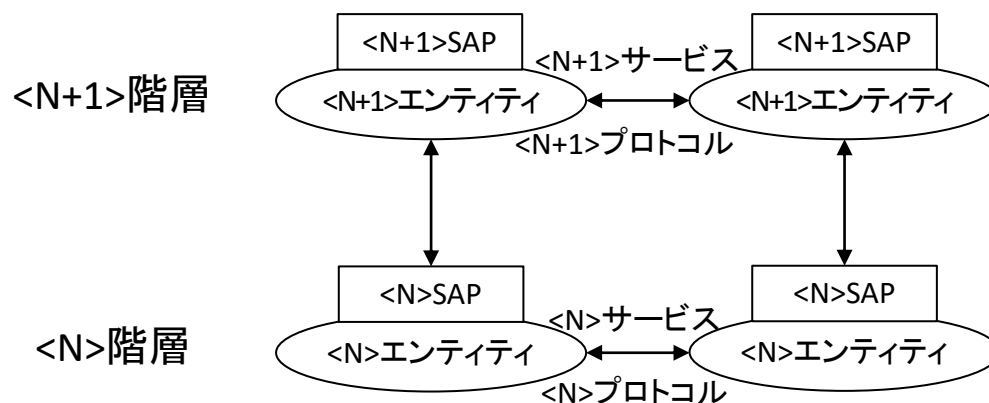 <N+1>SAP
<N+1>SAP
<N+1>サービス
<N+1>階層
<N+1>エンティティ
<N+1>エンティティ
<N+1>プロトコル
<N>SAP
<N>SAP
<N>サービス
<N>階層
<N>エンティティ
<N>エンティティ
<N>プロトコル